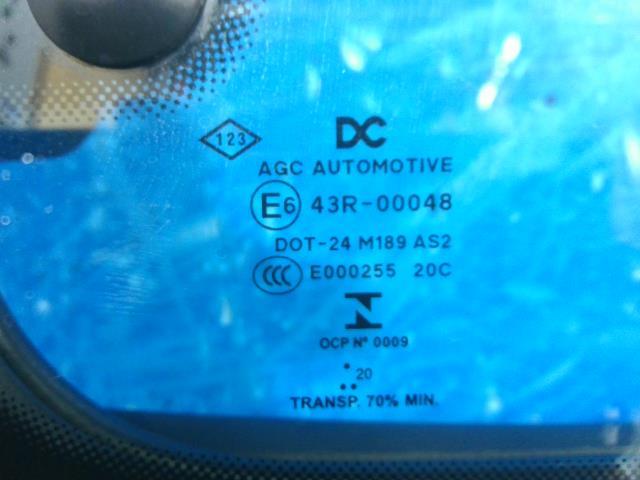 DC
123
AGC AUTOMOTIVE
E6 43R-00048
DOT-24 M189 AS2
CCC E000255 20C
N
OCP Nº 0009
20
TRANSP. 70% MIN.